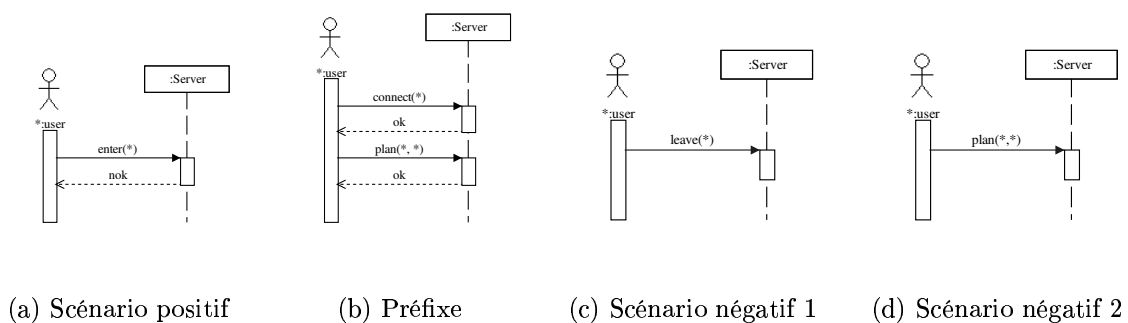 :Server
*:user
enter(*)
nok
(a) Scénario positif
:Server
*:user
connect(*)
ok
plan(*, *)
ok
(b) Préfixe
:Server
*:user
leave(*)
(c) Scénario négatif 1
:Server
*:user
plan(*,*)
(d) Scénario négatif 2